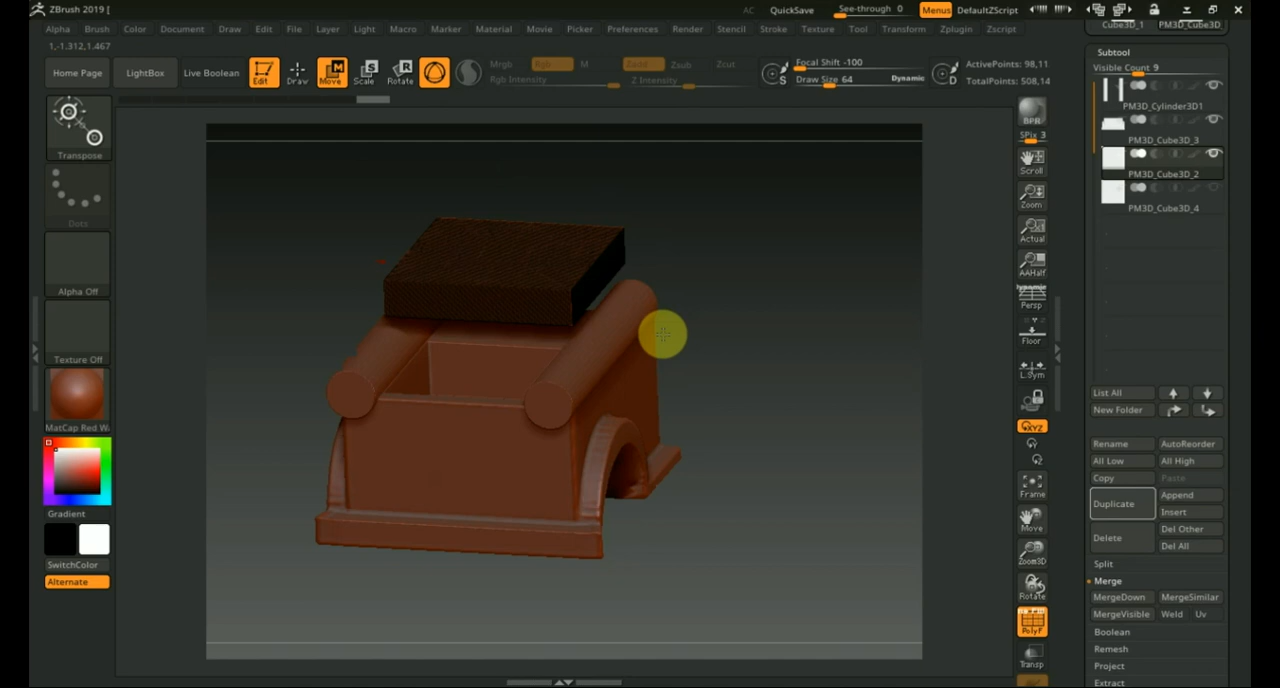 ZBrush 2019 [
AC QuickSave See-through 0 Menus DefaultZScript
Alpha Brush Color Document Draw Edit File Layer Light Macro Marker Material Movie Picker Preferences Render Stencil Stroke Texture Tool Transform Zplugin Zscript
1,-1.312,1.467
Home Page LightBox Live Boolean Edit Draw Move Scale Rotate
Mrgb Rgb M Zadd Zsub Zcut
Rgb Intensity Z Intensity
Focal Shift -100
Draw Size 64 Dynamic
ActivePoints: 98,11
TotalPoints: 508,14
Transpose
Dots
Alpha Off
Texture Off
MatCap Red W
Gradient
SwitchColor
Alternate
BPR
SPix 3
Scroll
Zoom
Actual
AAHalf
Dynamic
Persp
Floor
L.Sym
XYZ
Frame
Move
Zoom3D
Rotate
PolyF
Transp
Cube3D_1 PM3D_Cube3D_
Subtool
Visible Count 9
PM3D_Cylinder3D1
PM3D_Cube3D_3
PM3D_Cube3D_2
PM3D_Cube3D_4
List All
New Folder
Rename AutoReorder
All Low All High
Copy Paste
Duplicate Append
Insert
Delete Del Other
Del All
Split
Merge
MergeDown MergeSimilar
MergeVisible Weld Uv
Boolean
Remesh
Project
Extract